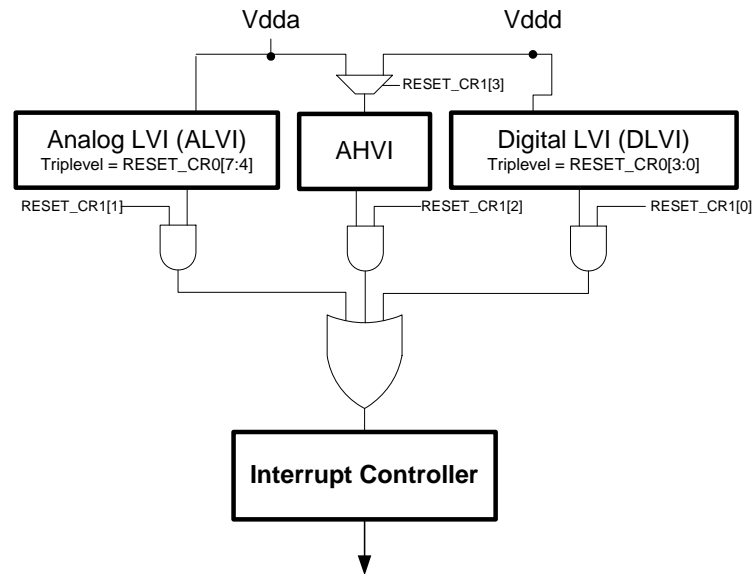 Vdda
Vddd
RESET_CR1[3]
Analog LVI (ALVI)
Triplevel = RESET_CR0[7:4]
AHVI
Digital LVI (DLVI)
Triplevel = RESET_CR0[3:0]
RESET_CR1[1]
RESET_CR1[2]
RESET_CR1[0]
Interrupt Controller